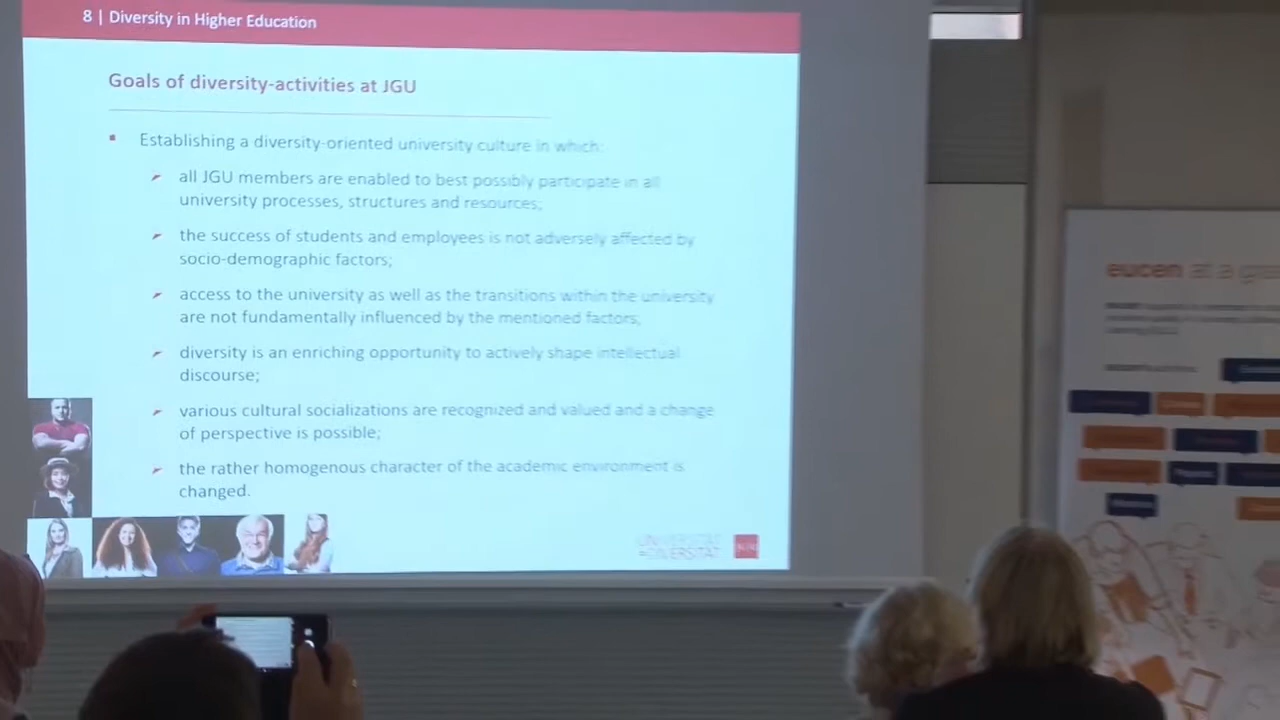 8 | Diversity in Higher Education
Goals of diversity-activities at JGU
Establishing a diversity-oriented university culture in which:
all JGU members are enabled to best possibly participate in all
university processes, structures and resources;
the success of students and employees is not adversely affected by
socio-demographic factors;
access to the university as well as the transitions within the university
are not fundamentally influenced by the mentioned factors;
diversity is an enriching opportunity to actively shape intellectual
discourse;
various cultural socializations are recognized and valued and a change
of perspective is possible;
the rather homogenous character of the academic environment is
changed.
UNIVERSITÄT
=DIVERSITÄT
eucen at a